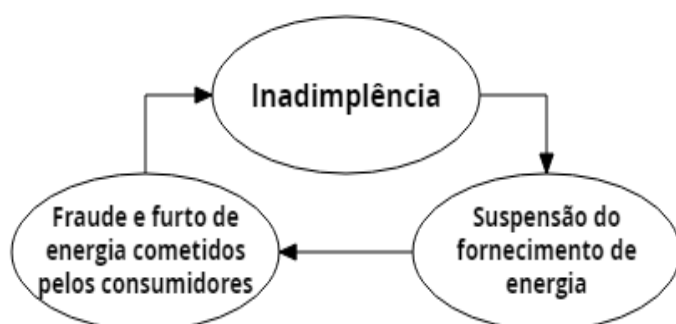 Inadimplência
Fraude e furto de
energia cometidos
pelos consumidores
Suspensão do
fornecimento de
energia